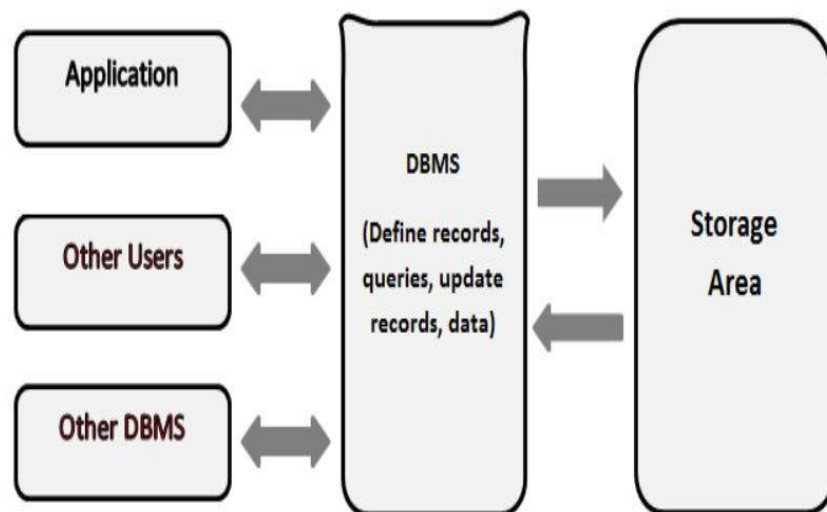 Application
Other Users
Other DBMS
DBMS
(Define records,
queries, update
records, data)
Storage
Area